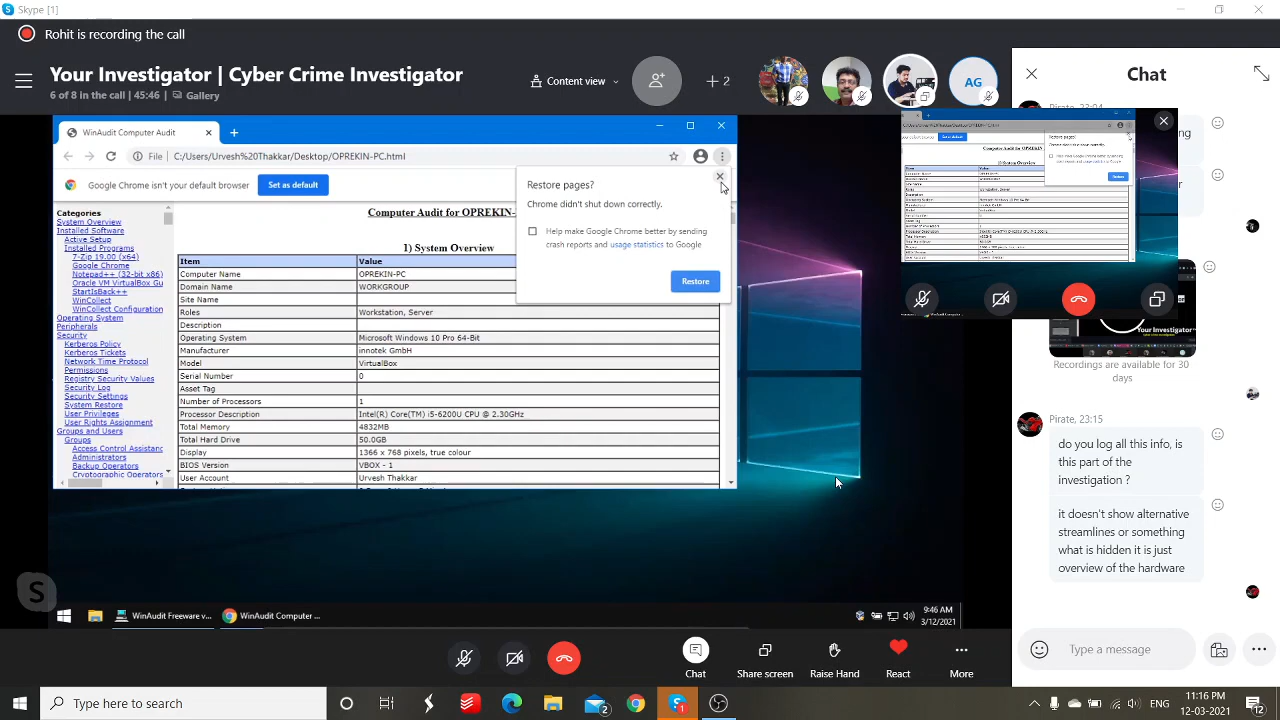 Skype [1]
Rohit is recording the call
Your Investigator | Cyber Crime Investigator
6 of 8 in the call | 45:46 | Gallery
Content view
+ 2
AG
WinAudit Computer Audit
File | C:/Users/Urvesh%20Thakkar/Desktop/OPREKIN-PC.html
Google Chrome isn't your default browser
Set as default
Restore pages?
Chrome didn't shut down correctly.
Help make Google Chrome better by sending
crash reports and usage statistics to Google
Restore
Categories
System Overview
Installed Software
Active Setup
Installed Programs
7-Zip 19.00 (x64)
Google Chrome
Notepad++ (32-bit x86)
Oracle VM VirtualBox Gu
StartIsBack++
WinCollect
WinCollect Configuration
Operating System
Peripherals
Security
Kerberos Policy
Kerberos Tickets
Network Time Protocol
Permissions
Registry Security Values
Security Log
Security Settings
System Restore
User Privileges
User Rights Assignment
Groups and Users
Groups
Access Control Assistanc
Administrators
Backup Operators
Cryptographic Operators
Computer Audit for OPREKIN-
1) System Overview
Item Value
Computer Name OPREKIN-PC
Domain Name WORKGROUP
Site Name
Roles Workstation, Server
Description
Operating System Microsoft Windows 10 Pro 64-Bit
Manufacturer innotek GmbH
Model VirtualBox
Serial Number 0
Asset Tag
Number of Processors 1
Processor Description Intel(R) Core(TM) i5-6200U CPU @ 2.30GHz
Total Memory 4832MB
Total Hard Drive 50.0GB
Display 1366 x 768 pixels, true colour
BIOS Version VBOX - 1
User Account Urvesh Thakkar
WinAudit Freeware v...
WinAudit Computer ...
9:46 AM
3/12/2021
Chat
Share screen
Raise Hand
React
More
Chat
Pirate, 23:04
Your Investigator
Recordings are available for 30
days
Pirate, 23:15
do you log all this info, is
this part of the
investigation ?
it doesn't show alternative
streamlines or something
what is hidden it is just
overview of the hardware
Type a message
Type here to search
2
1
ENG
11:16 PM
12-03-2021
12